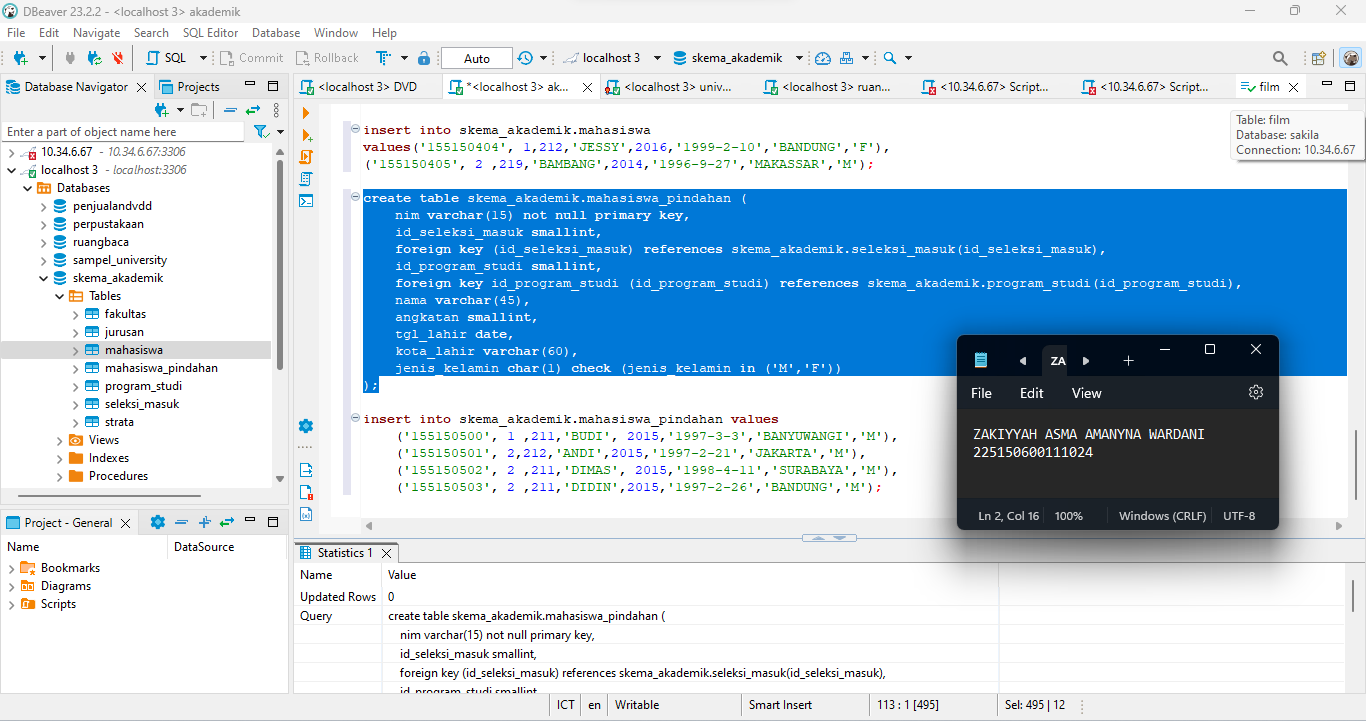 DBeaver 23.2.2 - <localhost 3> akademik
File Edit Navigate Search SQL Editor Database Window Help
SQL Commit Rollback Auto localhost 3 skema_akademik
Database Navigator Projects
Enter a part of object name here
10.34.6.67 - 10.34.6.67:3306
localhost 3 - localhost:3306
Databases
penjualandvdd
perpustakaan
ruangbaca
sampel_university
skema_akademik
Tables
fakultas
jurusan
mahasiswa
mahasiswa_pindahan
program_studi
seleksi_masuk
strata
Views
Indexes
Procedures
Project - General
Name DataSource
Bookmarks
Diagrams
Scripts
<localhost 3> DVD *<localhost 3> ak... <localhost 3> univ... <localhost 3> ruan... <10.34.6.67> Script... <10.34.6.67> Script... film
Table: film
Database: sakila
Connection: 10.34.6.67
insert into skema_akademik.mahasiswa
values('155150404', 1,212,'JESSY',2016,'1999-2-10','BANDUNG','F'),
('155150405', 2 ,219,'BAMBANG',2014,'1996-9-27','MAKASSAR','M');
create table skema_akademik.mahasiswa_pindahan (
nim varchar(15) not null primary key,
id_seleksi_masuk smallint,
foreign key (id_seleksi_masuk) references skema_akademik.seleksi_masuk(id_seleksi_masuk),
id_program_studi smallint,
foreign key id_program_studi (id_program_studi) references skema_akademik.program_studi(id_program_studi),
nama varchar(45),
angkatan smallint,
tgl_lahir date,
kota_lahir varchar(60),
jenis_kelamin char(1) check (jenis_kelamin in ('M','F'))
);
insert into skema_akademik.mahasiswa_pindahan values
('155150500', 1 ,211,'BUDI', 2015,'1997-3-3','BANYUWANGI','M'),
('155150501', 2,212,'ANDI',2015,'1997-2-21','JAKARTA','M'),
('155150502', 2 ,211,'DIMAS', 2015,'1998-4-11','SURABAYA','M'),
('155150503', 2 ,211,'DIDIN',2015,'1997-2-26','BANDUNG','M');
ZA
File Edit View
ZAKIYYAH ASMA AMANYNA WARDANI
225150600111024
Ln 2, Col 16 100% Windows (CRLF) UTF-8
Statistics 1
Name Value
Updated Rows 0
Query create table skema_akademik.mahasiswa_pindahan (
nim varchar(15) not null primary key,
id_seleksi_masuk smallint,
foreign key (id_seleksi_masuk) references skema_akademik.seleksi_masuk(id_seleksi_masuk),
id_program_studi smallint,
ICT en Writable Smart Insert 113 : 1 [495] Sel: 495 | 12